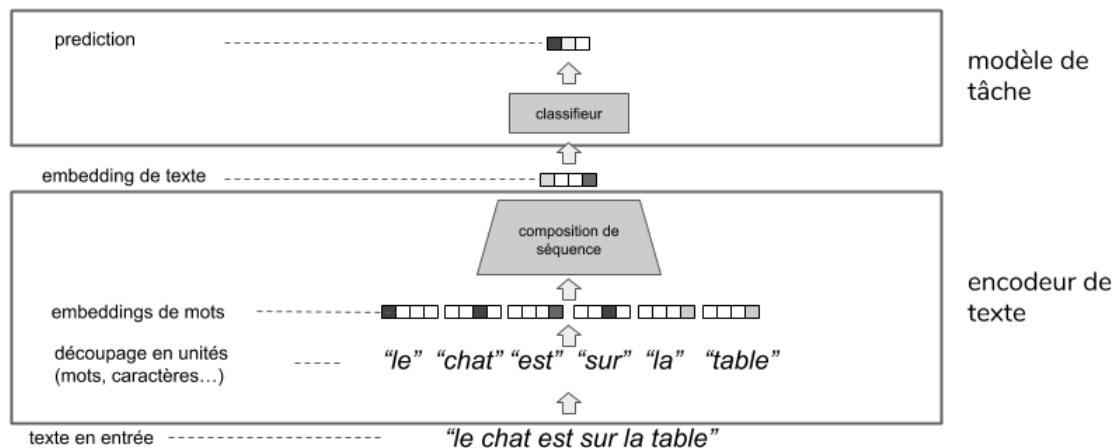 prediction
classifieur
modèle de
tâche
embedding de texte
composition de
séquence
embeddings de mots
encodeur de
texte
découpage en unités
(mots, caractères…)
“le” “chat” “est” “sur” “la” “table”
texte en entrée
“le chat est sur la table”